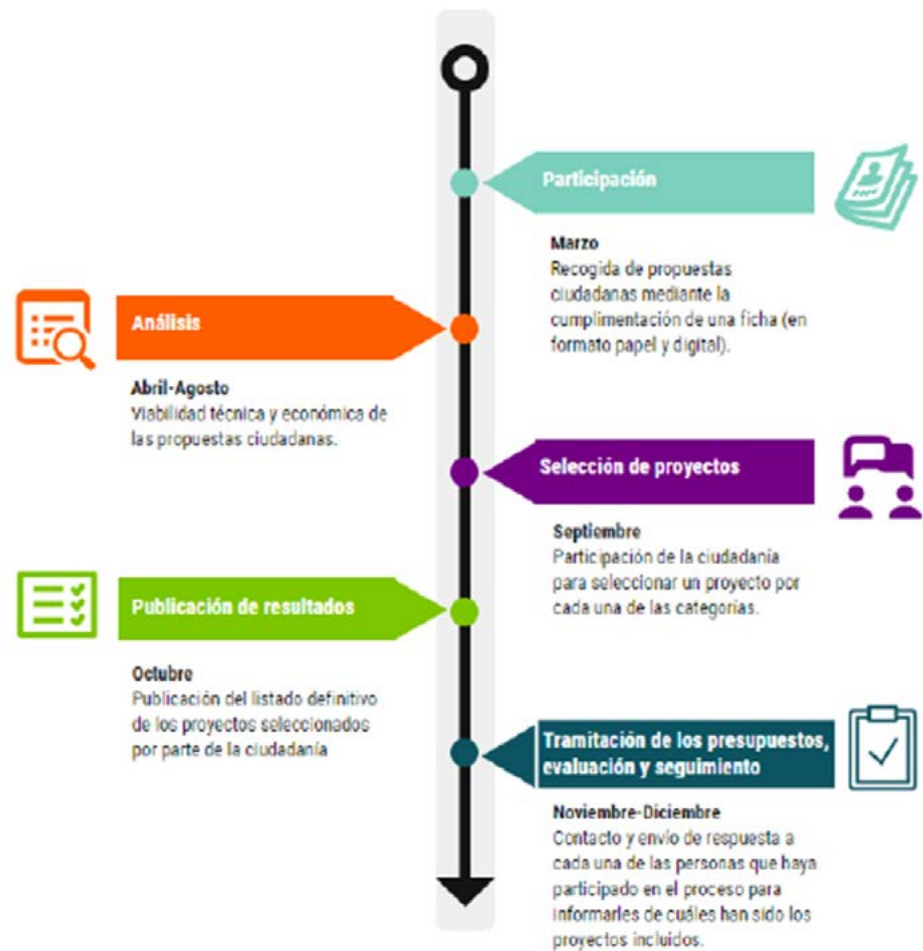 Participación
Marzo
Recogida de propuestas
ciudadanas mediante la
cumplimentación de una ficha (en
formato papel y digital).
Análisis
Abril-Agosto
Viabilidad técnica y económica de
las propuestas ciudadanas.
Selección de proyectos
Septiembre
Participación de la ciudadanía
para seleccionar un proyecto por
cada una de las categorías.
Publicación de resultados
Octubre
Publicación del listado definitivo
de los proyectos seleccionados
por parte de la ciudadanía
Tramitación de los presupuestos,
evaluación y seguimiento
Noviembre-Diciembre
Contacto y envío de respuesta a
cada una de las personas que haya
participado en el proceso para
informarles de cuáles han sido los
proyectos incluidos.